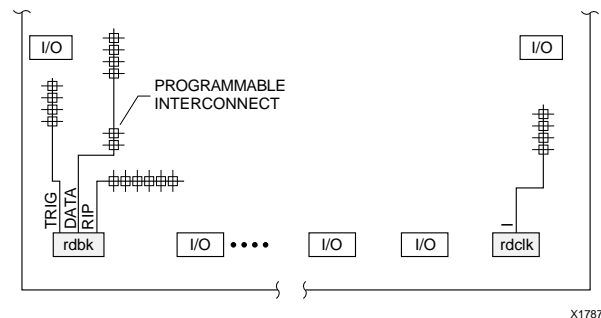 I/O
I/O
PROGRAMMABLE
INTERCONNECT
TRIG
DATA
RIP
I
rdbk
I/O
I/O
I/O
rdclk
X1787